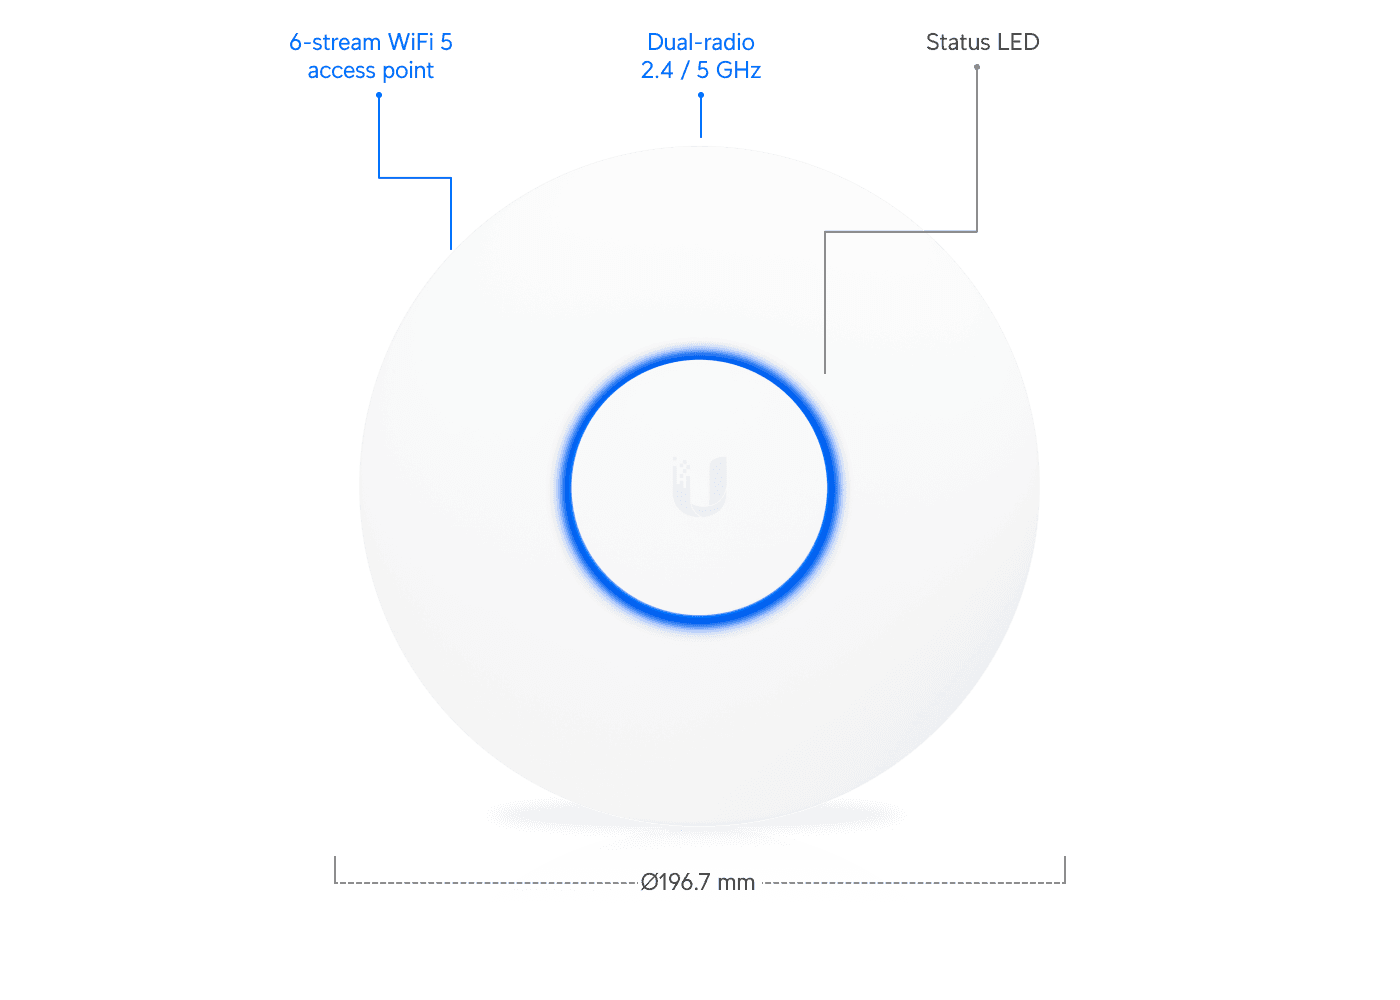 6-stream WiFi 5
access point
Dual-radio
2.4 / 5 GHz
Status LED
Ø196.7 mm